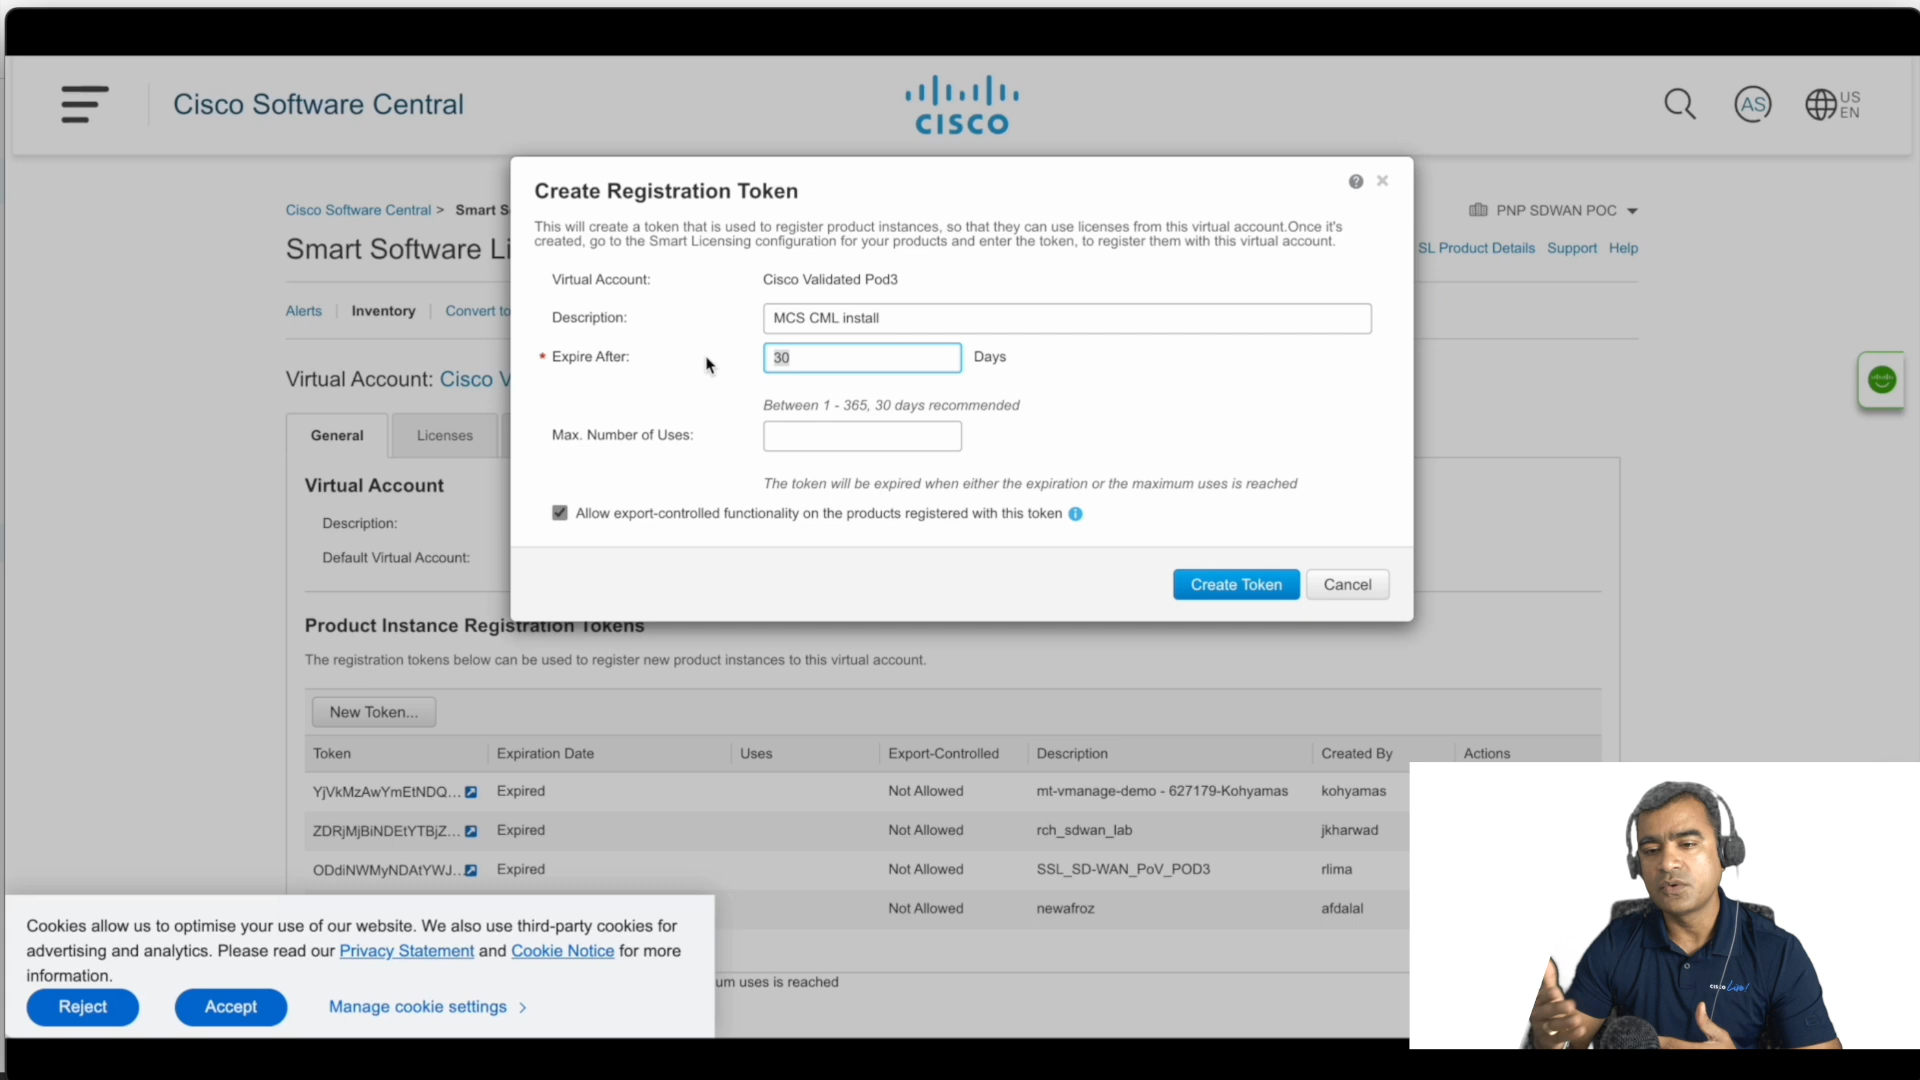 Cisco Software Central
CISCO
AS
US
EN
Cisco Software Central > Smart S
PNP SDWAN POC
Smart Software Li
SL Product Details Support Help
Alerts Inventory Convert to
Virtual Account: Cisco V
General Licenses
Virtual Account
Description:
Default Virtual Account:
Create Registration Token
This will create a token that is used to register product instances, so that they can use licenses from this virtual account.Once it's
created, go to the Smart Licensing configuration for your products and enter the token, to register them with this virtual account.
Virtual Account: Cisco Validated Pod3
Description: MCS CML install
* Expire After: 30 Days
Between 1 - 365, 30 days recommended
Max. Number of Uses:
The token will be expired when either the expiration or the maximum uses is reached
Allow export-controlled functionality on the products registered with this token
Create Token Cancel
Product Instance Registration Tokens
The registration tokens below can be used to register new product instances to this virtual account.
New Token...
Token Expiration Date Uses Export-Controlled Description Created By Actions
YjVkMzAwYmEtNDQ... Expired Not Allowed mt-vmanage-demo - 627179-Kohyamas kohyamas
ZDRjMjBiNDEtYTBjZ... Expired Not Allowed rch_sdwan_lab jkharwad
ODdiNWMyNDAtYWJ... Expired Not Allowed SSL_SD-WAN_PoV_POD3 rlima
Not Allowed newafroz afdalal
um uses is reached
Cookies allow us to optimise your use of our website. We also use third-party cookies for
advertising and analytics. Please read our Privacy Statement and Cookie Notice for more
information.
Reject Accept Manage cookie settings >
CISCO Live!